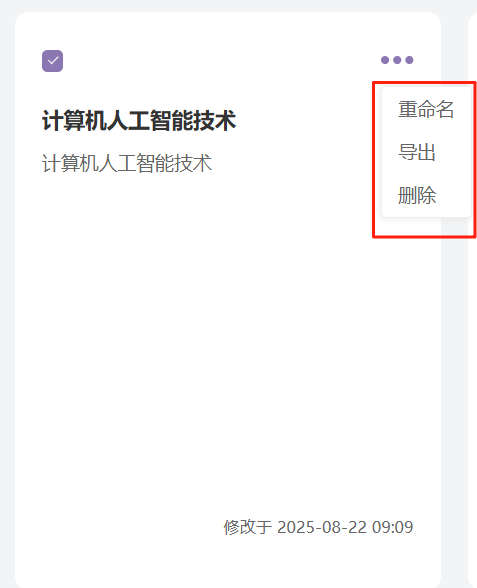 重命名
计算机人工智能技术
导出
计算机人工智能技术
删除
修改于 2025-08-22 09:09